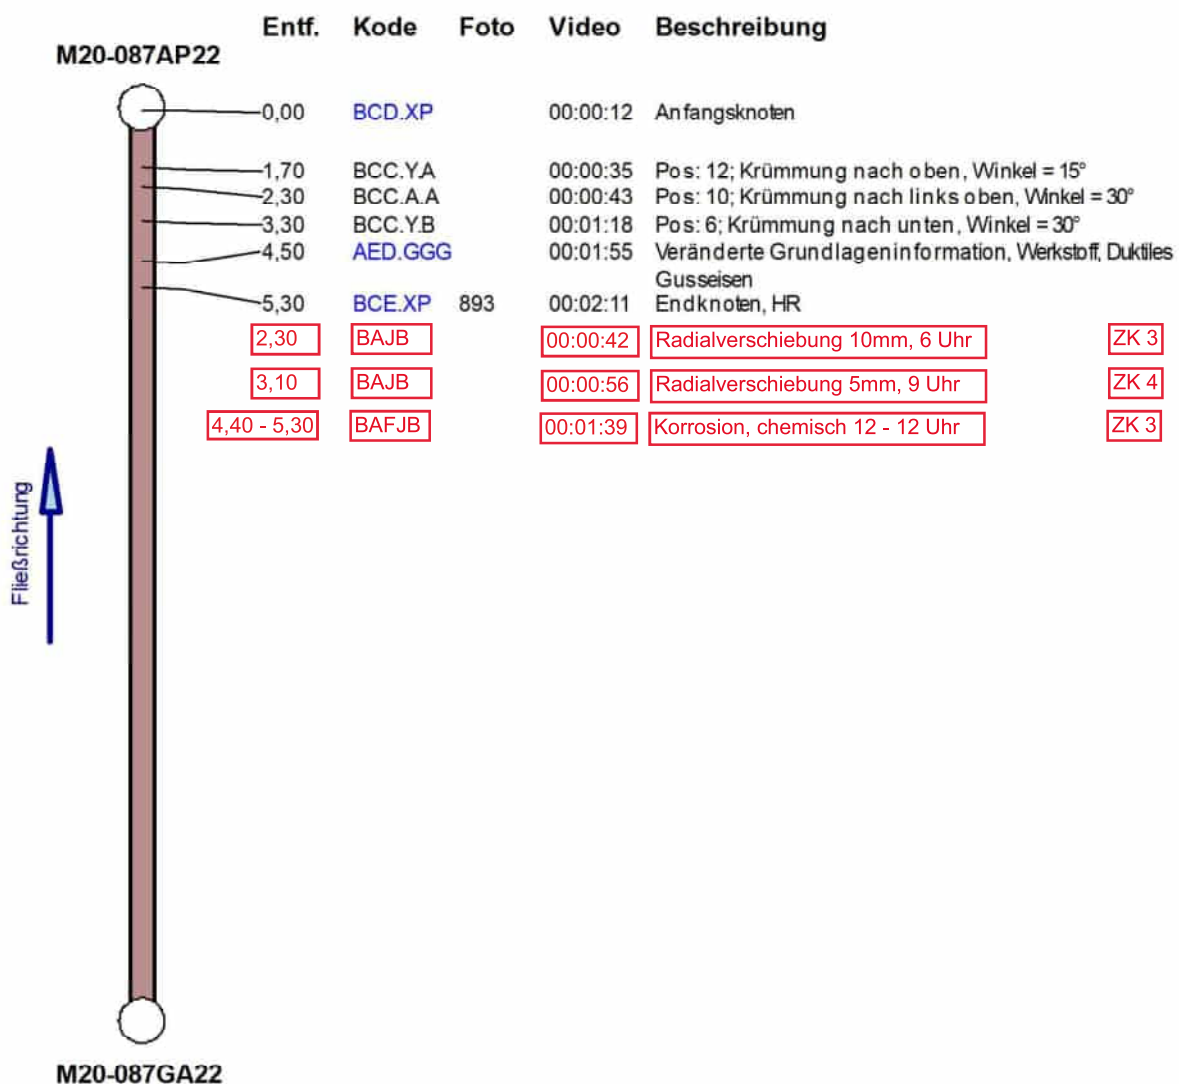 Entf. Kode Foto Video Beschreibung
M20-087AP22
0,00 BCD.XP 00:00:12 Anfangsknoten
1,70 BCC.Y.A 00:00:35 Pos: 12; Krümmung nach oben, Winkel = 15°
2,30 BCC.A.A 00:00:43 Pos: 10; Krümmung nach links oben, Winkel = 30°
3,30 BCC.Y.B 00:01:18 Pos: 6; Krümmung nach unten, Winkel = 30°
4,50 AED.GGG 00:01:55 Veränderte Grundlageninformation, Werkstoff, Duktiles
Gusseisen
5,30 BCE.XP 893 00:02:11 Endknoten, HR
2,30 BAJB 00:00:42 Radialverschiebung 10mm, 6 Uhr ZK 3
3,10 BAJB 00:00:56 Radialverschiebung 5mm, 9 Uhr ZK 4
4,40 - 5,30 BAFJB 00:01:39 Korrosion, chemisch 12 - 12 Uhr ZK 3
Fließrichtung
M20-087GA22